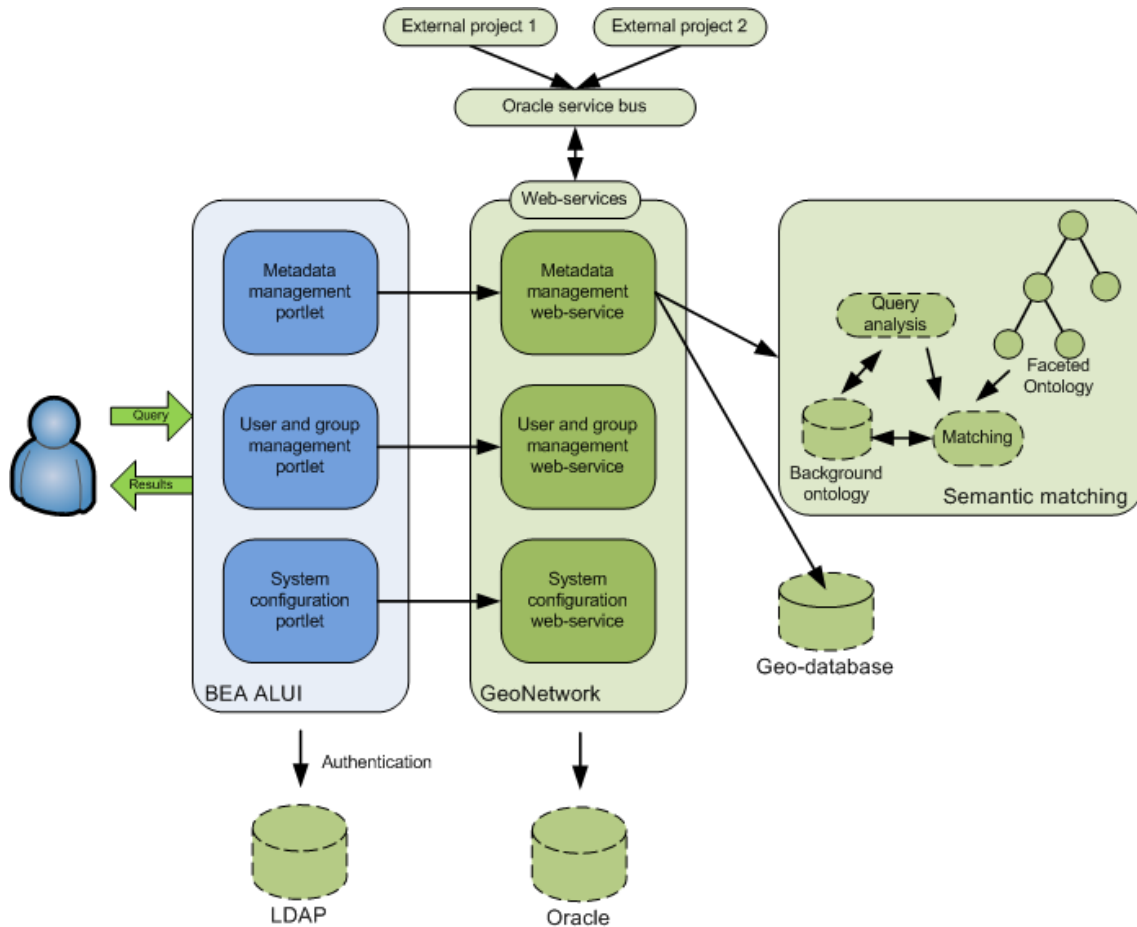 External project 1
External project 2
Oracle service bus
Web-services
Metadata
management
portlet
Metadata
management
web-service
Query
analysis
Faceted
Ontology
Matching
Background
ontology
Semantic matching
Query
Results
User and group
management
portlet
User and group
management
web-service
System
configuration
portlet
System
configuration
web-service
Geo-database
BEA ALUI
GeoNetwork
Authentication
LDAP
Oracle